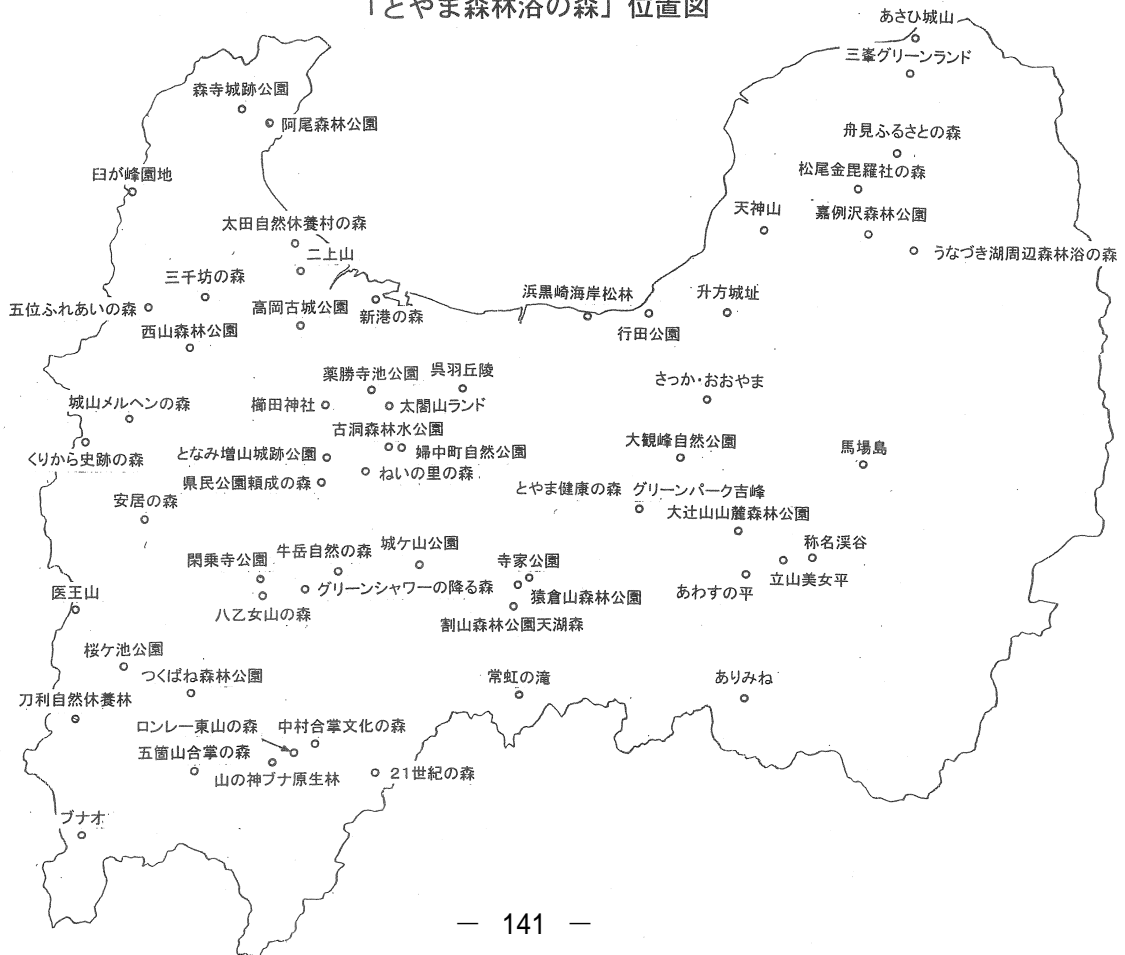 「とやま森林浴の森」位置図
あさひ城山
三峯グリーンランド
森寺城跡公園
阿尾森林公園
舟見ふるさとの森
臼が峰園地
松尾金毘羅社の森
天神山
嘉例沢森林公園
太田自然休養村の森
二上山
うなづき湖周辺森林浴の森
三千坊の森
五位ふれあいの森
高岡古城公園
新港の森
浜黒崎海岸松林
升方城址
西山森林公園
行田公園
薬勝寺池公園
呉羽丘陵
さっか・おおやま
城山メルヘンの森
櫛田神社
太閤山ランド
古洞森林水公園
大観峰自然公園
馬場島
くりから史跡の森
となみ増山城跡公園
婦中町自然公園
ねいの里の森
県民公園頼成の森
とやま健康の森
グリーンパーク吉峰
安居の森
大辻山山麓森林公園
称名渓谷
閑乗寺公園
牛岳自然の森
城ケ山公園
寺家公園
立山美女平
医王山
グリーンシャワーの降る森
猿倉山森林公園
あわすの平
八乙女山の森
割山森林公園天湖森
桜ケ池公園
つくばね森林公園
常虹の滝
ありみね
刀利自然休養林
ロンレー東山の森
中村合掌文化の森
五箇山合掌の森
山の神ブナ原生林
21世紀の森
ブナオ
― 141 ―